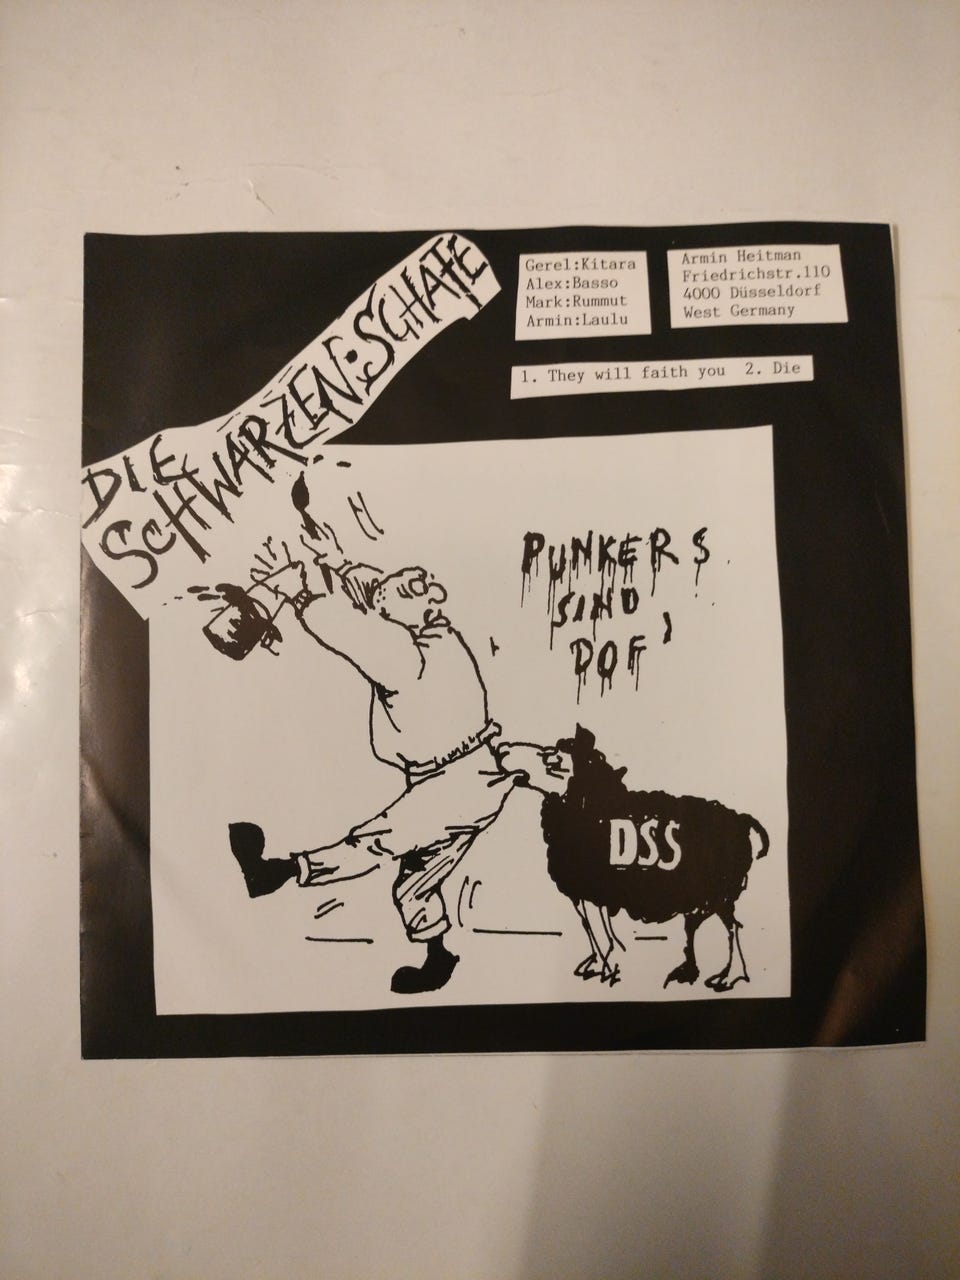 DIE
SCHWARZEN:SCHAFE
Gerel:Kitara
Alex:Basso
Mark:Rummut
Armin:Laulu
Armin Heitman
Friedrichstr.110
4000 Düsseldorf
West Germany
1. They will faith you 2. Die
PUNKERS
SIND
DOF
DSS